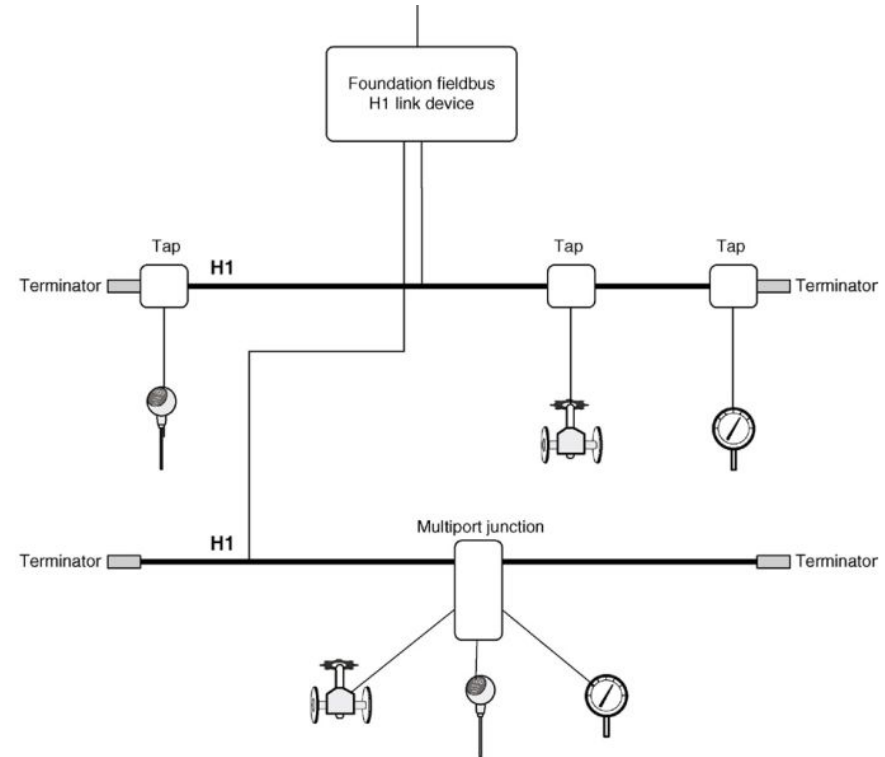 Foundation fieldbus
H1 link device
Tap
Tap
Tap
H1
Terminator
Terminator
Multiport junction
H1
Terminator
Terminator